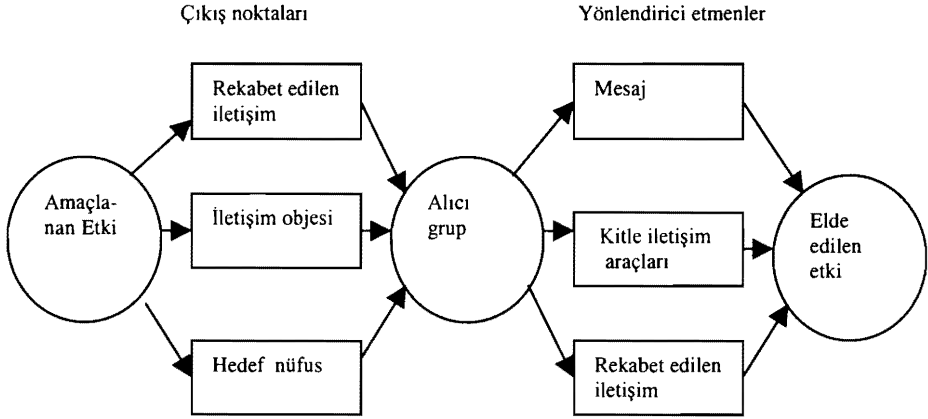 Çıkış noktaları
Yönlendirici etmenler
Rekabet edilen
iletişim
Mesaj
Amaçla-
nan Etki
İletişim objesi
Alıcı
grup
Kitle iletişim
araçları
Elde
edilen
etki
Hedef nüfus
Rekabet edilen
iletişim